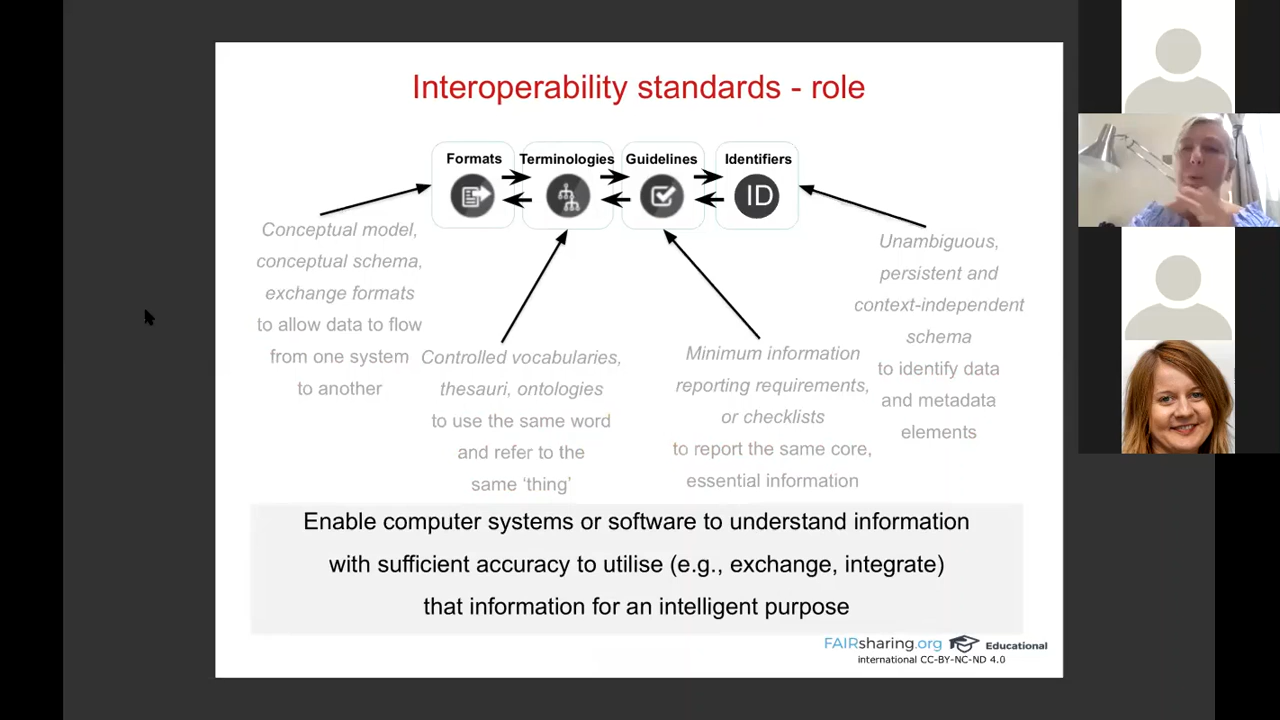 Interoperability standards - role
Formats
Terminologies
Guidelines
Identifiers
ID
Conceptual model,
conceptual schema,
exchange formats
to allow data to flow
from one system
to another
Controlled vocabularies,
thesauri, ontologies
to use the same word
and refer to the
same ‘thing’
Minimum information
reporting requirements,
or checklists
to report the same core,
essential information
Unambiguous,
persistent and
context-independent
schema
to identify data
and metadata
elements
Enable computer systems or software to understand information
with sufficient accuracy to utilise (e.g., exchange, integrate)
that information for an intelligent purpose
FAIRsharing.org Educational
international CC-BY-NC-ND 4.0